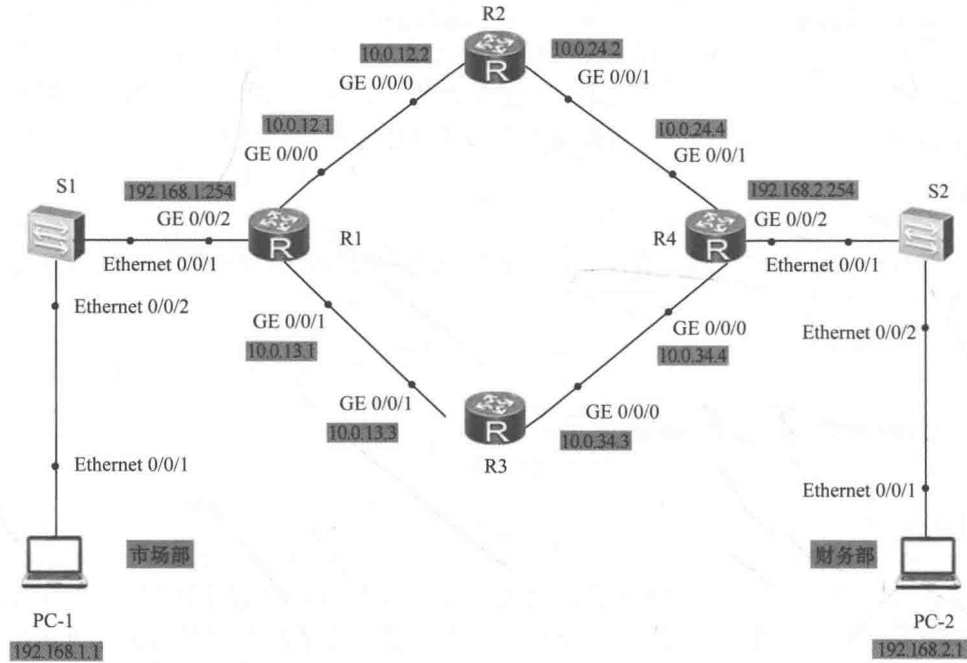 R2
10.0.12.2
10.0.24.2
GE 0/0/0
GE 0/0/1
R
10.0.12.1
10.0.24.4
GE 0/0/0
GE 0/0/1
S1
192.168.1.254
192.168.2.254
S2
GE 0/0/2
GE 0/0/2
R1
R4
R
R
Ethernet 0/0/1
Ethernet 0/0/1
Ethernet 0/0/2
GE 0/0/1
GE 0/0/0
Ethernet 0/0/2
10.0.13.1
10.0.34.4
GE 0/0/1
GE 0/0/0
R
10.0.13.3
10.0.34.3
R3
Ethernet 0/0/1
Ethernet 0/0/1
市场部
财务部
PC-1
PC-2
192.168.1.1
192.168.2.1